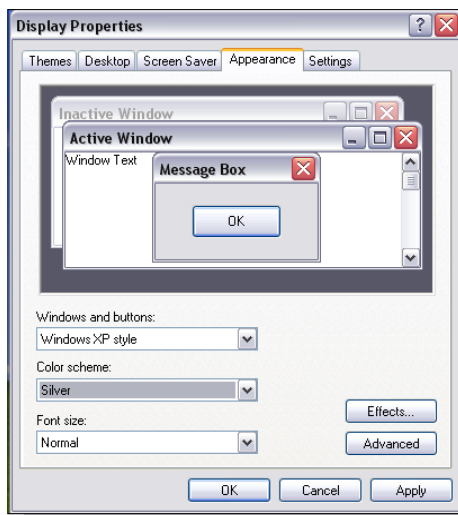 Display Properties
Themes Desktop Screen Saver Appearance Settings
Inactive Window
Active Window
Window Text
Message Box
OK
Windows and buttons:
Windows XP style
Color scheme:
Silver
Effects...
Font size:
Normal
Advanced
OK Cancel Apply